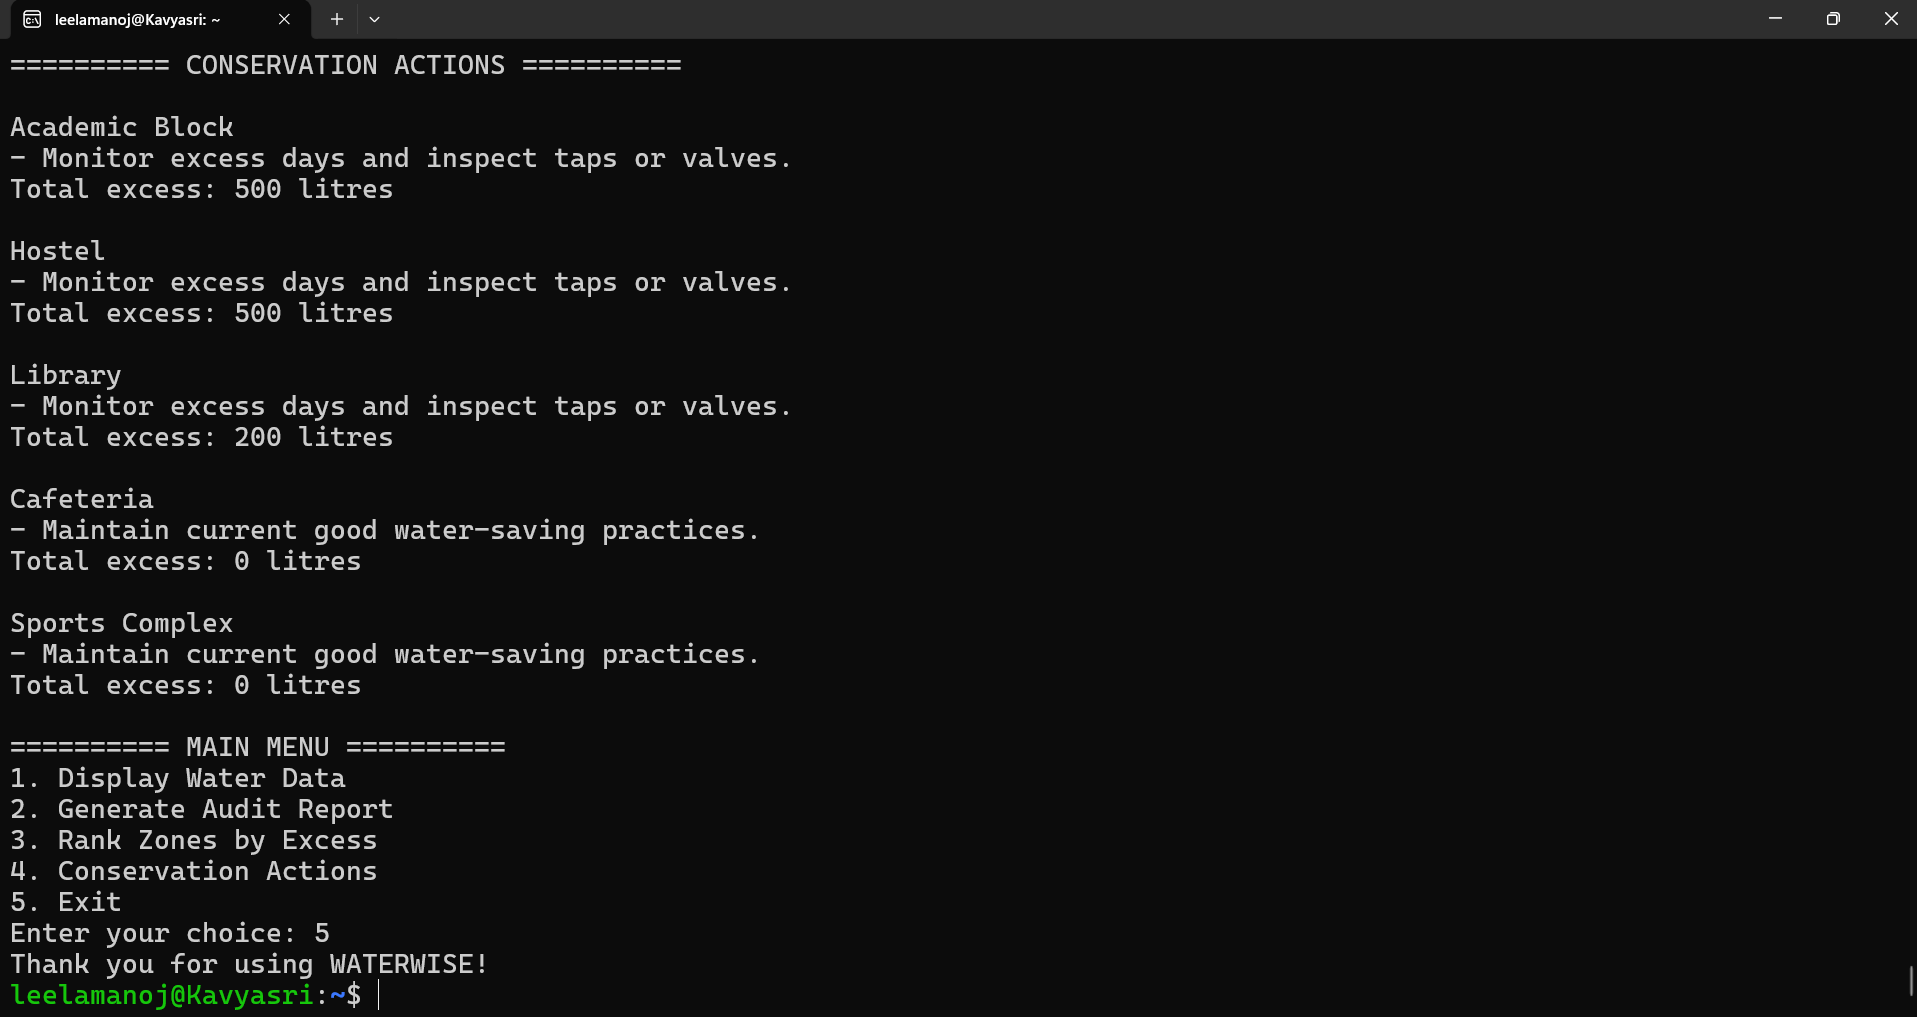 leelamanoj@Kavyasri: ~
========== CONSERVATION ACTIONS ==========
Academic Block
- Monitor excess days and inspect taps or valves.
Total excess: 500 litres
Hostel
- Monitor excess days and inspect taps or valves.
Total excess: 500 litres
Library
- Monitor excess days and inspect taps or valves.
Total excess: 200 litres
Cafeteria
- Maintain current good water-saving practices.
Total excess: 0 litres
Sports Complex
- Maintain current good water-saving practices.
Total excess: 0 litres
========== MAIN MENU ==========
1. Display Water Data
2. Generate Audit Report
3. Rank Zones by Excess
4. Conservation Actions
5. Exit
Enter your choice: 5
Thank you for using WATERWISE!
leelamanoj@Kavyasri:~$